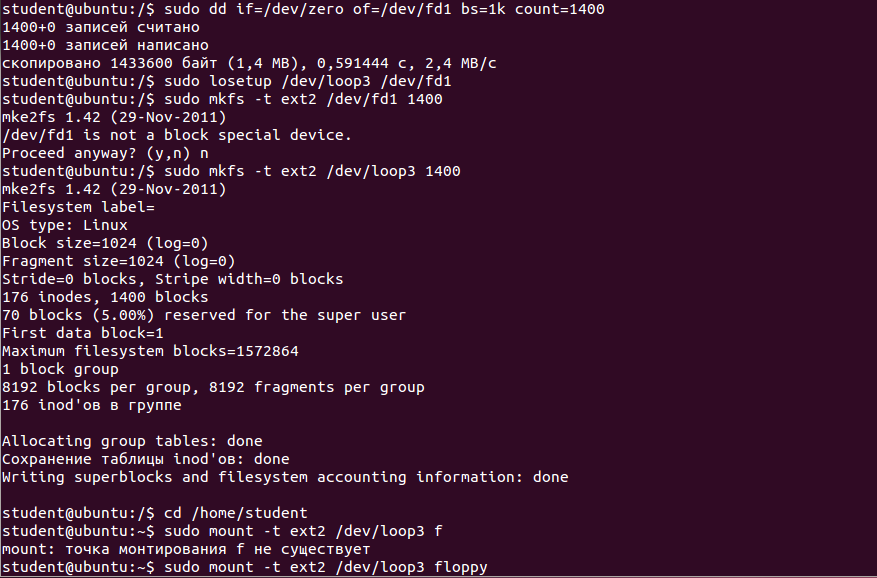 student@ubuntu:/$ sudo dd if=/dev/zero of=/dev/fd1 bs=1k count=1400
1400+0 записей считано
1400+0 записей написано
скопировано 1433600 байт (1,4 MB), 0,591444 c, 2,4 MB/c
student@ubuntu:/$ sudo losetup /dev/loop3 /dev/fd1
student@ubuntu:/$ sudo mkfs -t ext2 /dev/fd1 1400
mke2fs 1.42 (29-Nov-2011)
/dev/fd1 is not a block special device.
Proceed anyway? (y,n) n
student@ubuntu:/$ sudo mkfs -t ext2 /dev/loop3 1400
mke2fs 1.42 (29-Nov-2011)
Filesystem label=
OS type: Linux
Block size=1024 (log=0)
Fragment size=1024 (log=0)
Stride=0 blocks, Stripe width=0 blocks
176 inodes, 1400 blocks
70 blocks (5.00%) reserved for the super user
First data block=1
Maximum filesystem blocks=1572864
1 block group
8192 blocks per group, 8192 fragments per group
176 inod'ов в группе
Allocating group tables: done
Сохранение таблицы inod'ов: done
Writing superblocks and filesystem accounting information: done
student@ubuntu:/$ cd /home/student
student@ubuntu:~$ sudo mount -t ext2 /dev/loop3 f
mount: точка монтирования f не существует
student@ubuntu:~$ sudo mount -t ext2 /dev/loop3 floppy